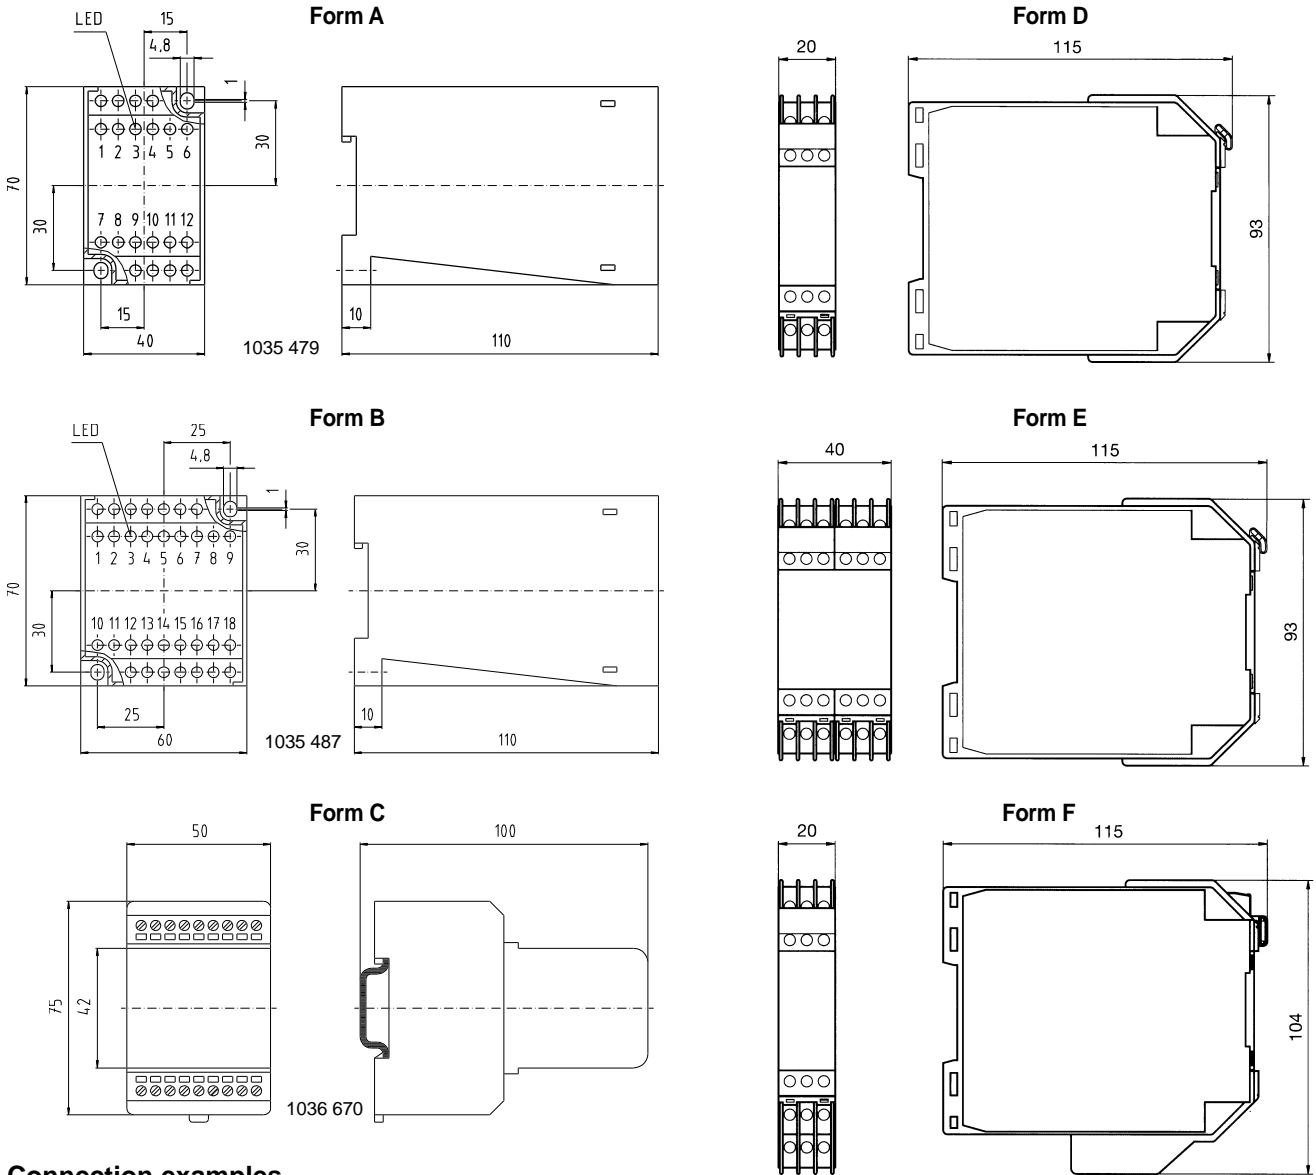 Form A
LED
15
4,8
1
70
30
30
1 2 3 4 5 6
7 8 9 10 11 12
15
40
10
110
1035 479
Form D
20
115
93
Form B
LED
25
4,8
1
70
30
30
1 2 3 4 5 6 7 8 9
10 11 12 13 14 15 16 17 18
25
60
10
110
1035 487
Form E
40
115
93
Form C
50
100
75
42
1036 670
Form F
20
115
104
Connection examples